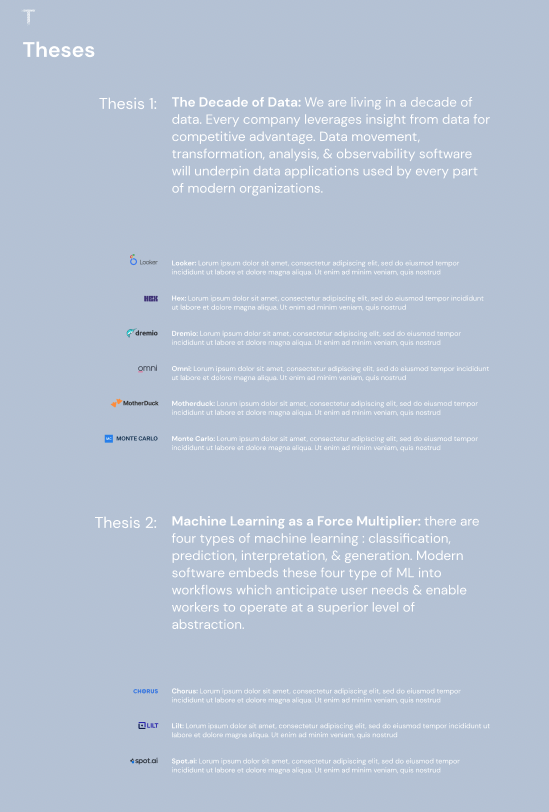 T
Theses
Thesis 1:
The Decade of Data: We are living in a decade of
data. Every company leverages insight from data for
competitive advantage. Data movement,
transformation, analysis, & observability software
will underpin data applications used by every part
of modern organizations.
Looker
Looker: Lorem ipsum dolor sit amet, consectetur adipiscing elit, sed do eiusmod tempor
incididunt ut labore et dolore magna aliqua. Ut enim ad minim veniam, quis nostrud
HEX
Hex: Lorem ipsum dolor sit amet, consectetur adipiscing elit, sed do eiusmod tempor incididunt
ut labore et dolore magna aliqua. Ut enim ad minim veniam, quis nostrud
dremio
Dremio: Lorem ipsum dolor sit amet, consectetur adipiscing elit, sed do eiusmod tempor
incididunt ut labore et dolore magna aliqua. Ut enim ad minim veniam, quis nostrud
omni
Omni: Lorem ipsum dolor sit amet, consectetur adipiscing elit, sed do eiusmod tempor incididunt
ut labore et dolore magna aliqua. Ut enim ad minim veniam, quis nostrud
MotherDuck
Motherduck: Lorem ipsum dolor sit amet, consectetur adipiscing elit, sed do eiusmod tempor
incididunt ut labore et dolore magna aliqua. Ut enim ad minim veniam, quis nostrud
MC MONTE CARLO
Monte Carlo: Lorem ipsum dolor sit amet, consectetur adipiscing elit, sed do eiusmod tempor
incididunt ut labore et dolore magna aliqua. Ut enim ad minim veniam, quis nostrud
Thesis 2:
Machine Learning as a Force Multiplier: there are
four types of machine learning : classification,
prediction, interpretation, & generation. Modern
software embeds these four type of ML into
workflows which anticipate user needs & enable
workers to operate at a superior level of
abstraction.
CHORUS
Chorus: Lorem ipsum dolor sit amet, consectetur adipiscing elit, sed do eiusmod tempor
incididunt ut labore et dolore magna aliqua. Ut enim ad minim veniam, quis nostrud
LILT
Lilt: Lorem ipsum dolor sit amet, consectetur adipiscing elit, sed do eiusmod tempor incididunt ut
labore et dolore magna aliqua. Ut enim ad minim veniam, quis nostrud
spot.ai
Spot.ai: Lorem ipsum dolor sit amet, consectetur adipiscing elit, sed do eiusmod tempor
incididunt ut labore et dolore magna aliqua. Ut enim ad minim veniam, quis nostrud